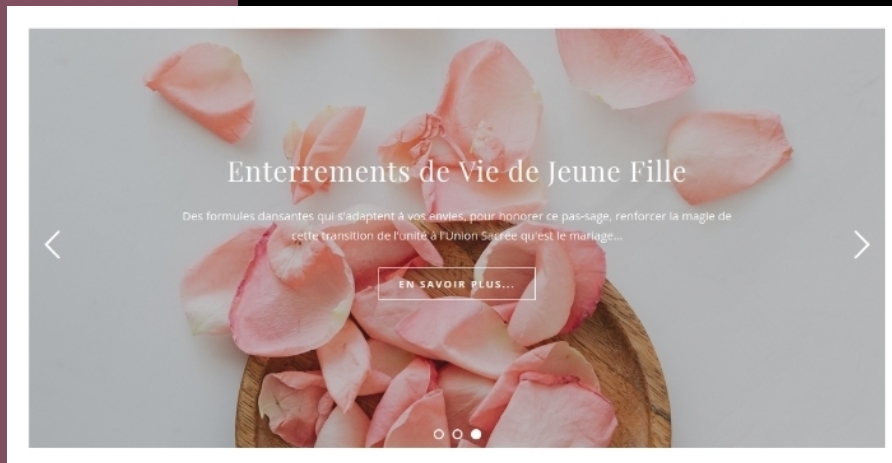 Enterrements de Vie de Jeune Fille
Des formules dansantes qui s'adaptent à vos envies, pour honorer ce pas-sage, renforcer la magie de
cette transition de l'unité à l'Union Sacrée qu'est le mariage...
EN SAVOIR PLUS...